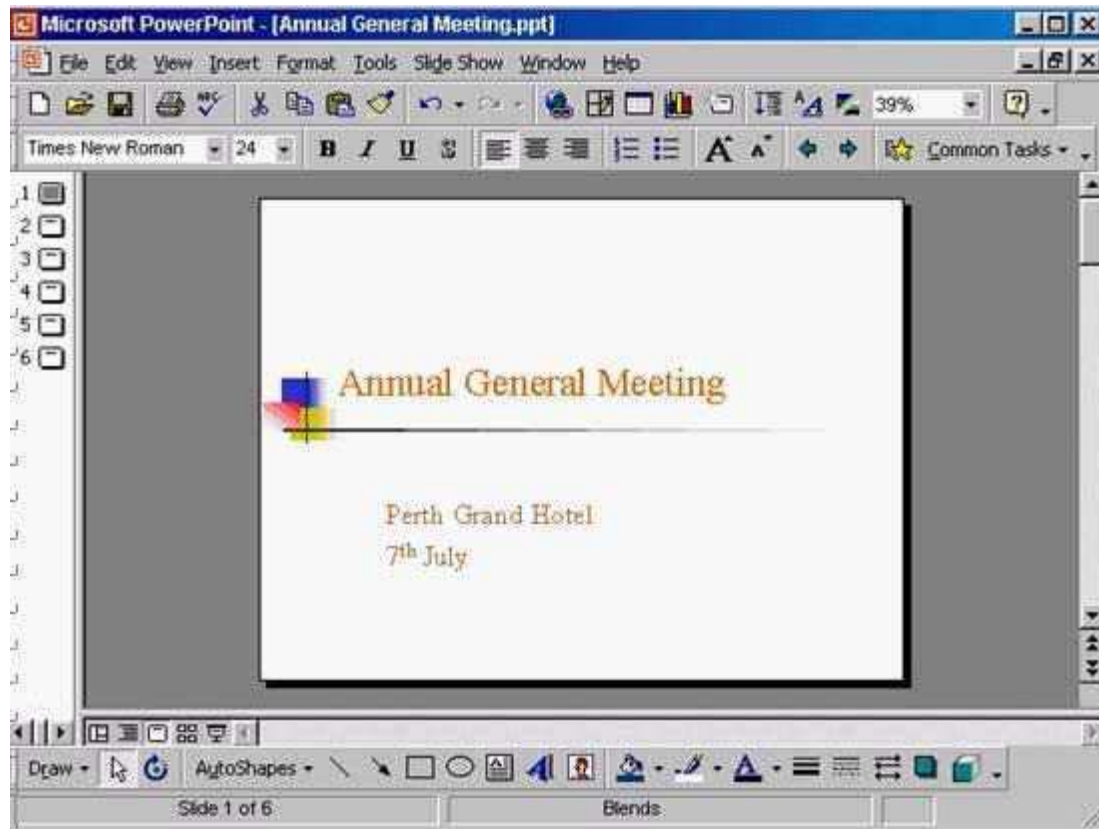 Microsoft PowerPoint - [Annual General Meeting.ppt]
File Edit View Insert Format Tools Slide Show Window Help
39%
Times New Roman 24 B I U S A A Common Tasks
1
2
3
4
5
6
Annual General Meeting
Perth Grand Hotel
7th July
Draw AutoShapes
Slide 1 of 6 Blends